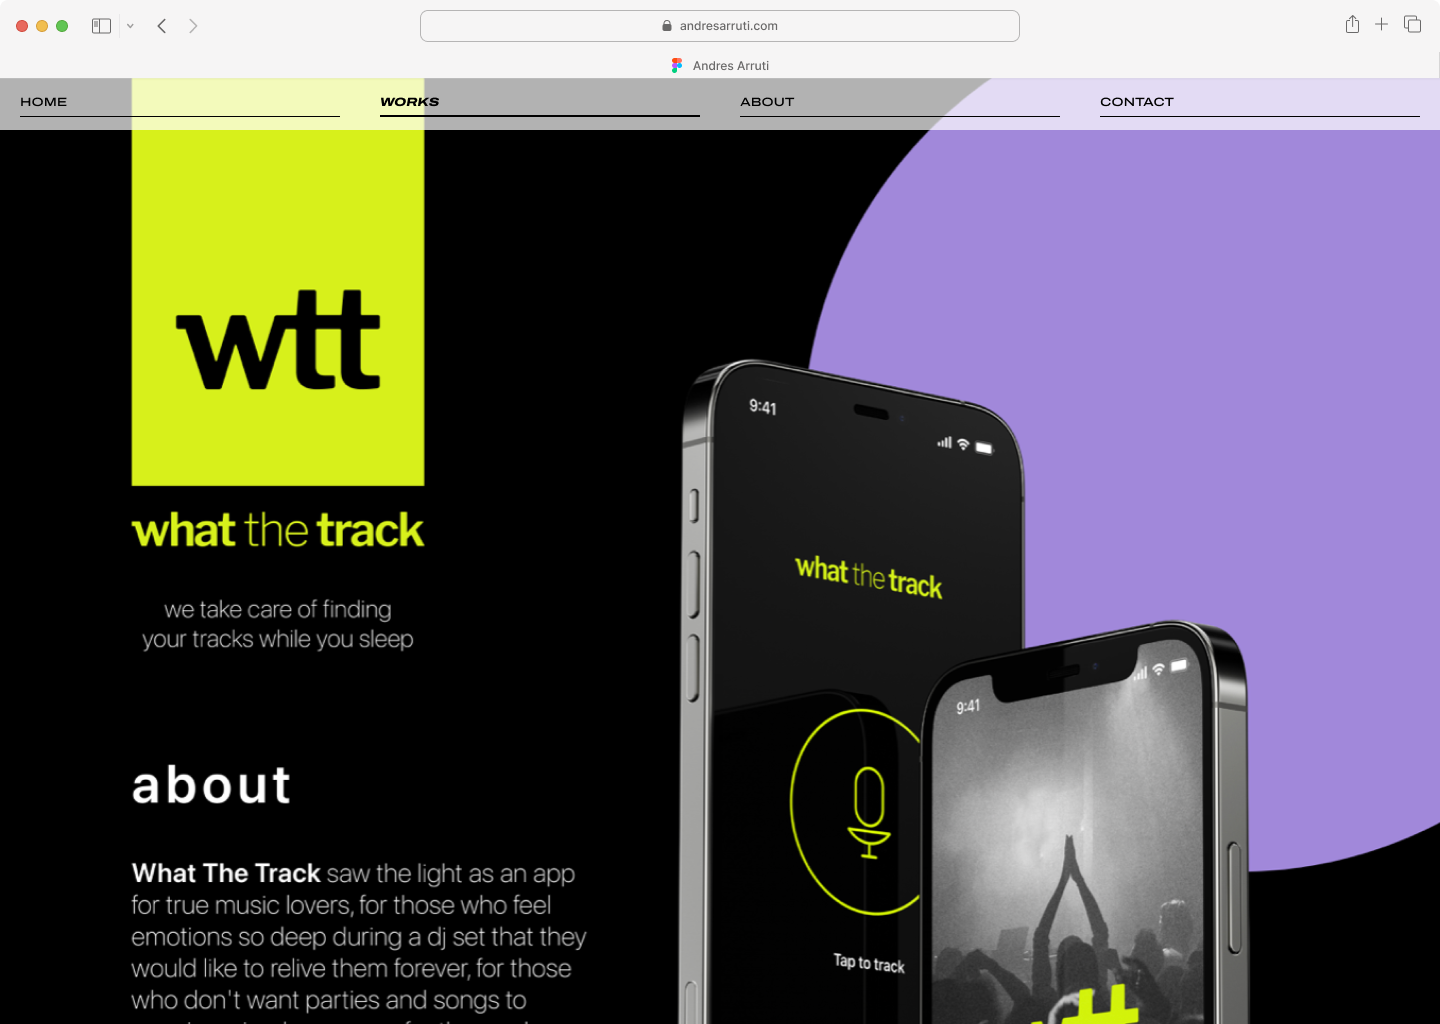 andresarruti.com
Andres Arruti
HOME
WORKS
ABOUT
CONTACT
wtt
what the track
we take care of finding
your tracks while you sleep
about
What The Track saw the light as an app
for true music lovers, for those who feel
emotions so deep during a dj set that they
would like to relive them forever, for those
who don't want parties and songs to
9:41
what the track
Tap to track
9:41